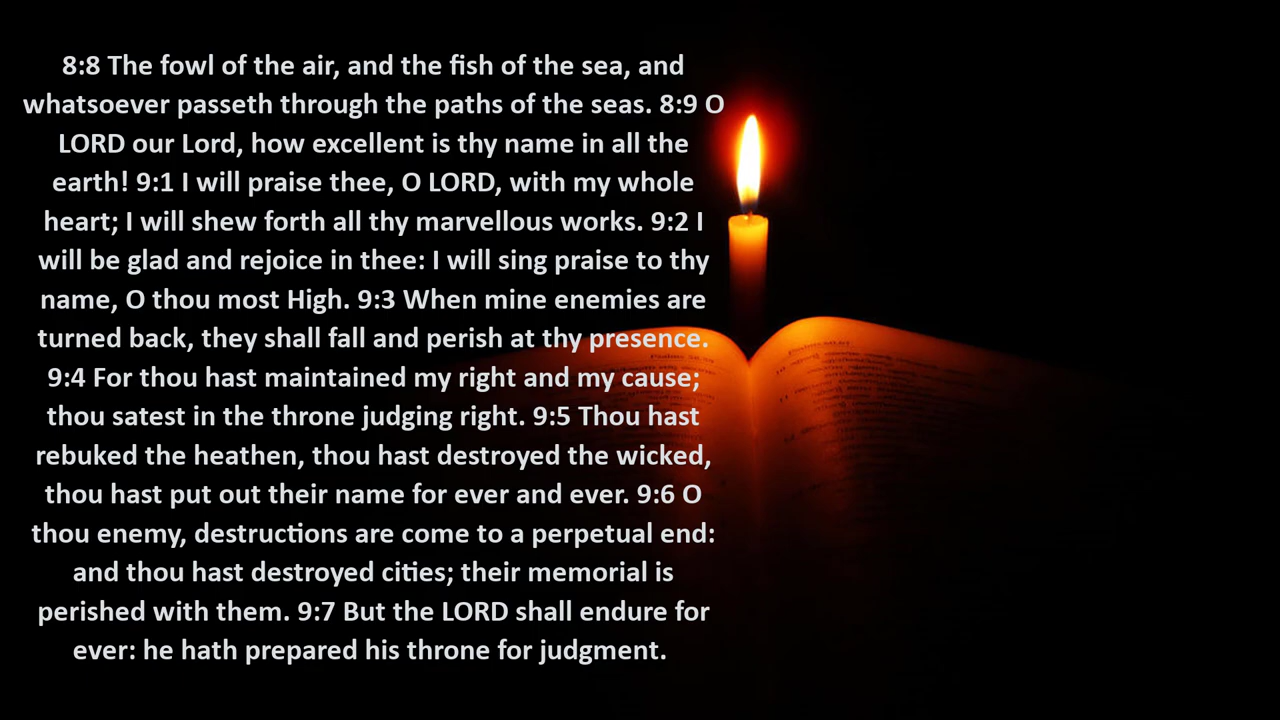 8:8 The fowl of the air, and the fish of the sea, and
whatsoever passeth through the paths of the seas. 8:9 O
LORD our Lord, how excellent is thy name in all the
earth! 9:1 I will praise thee, O LORD, with my whole
heart; I will shew forth all thy marvellous works. 9:2 I
will be glad and rejoice in thee: I will sing praise to thy
name, O thou most High. 9:3 When mine enemies are
turned back, they shall fall and perish at thy presence.
9:4 For thou hast maintained my right and my cause;
thou satest in the throne judging right. 9:5 Thou hast
rebuked the heathen, thou hast destroyed the wicked,
thou hast put out their name for ever and ever. 9:6 O
thou enemy, destructions are come to a perpetual end:
and thou hast destroyed cities; their memorial is
perished with them. 9:7 But the LORD shall endure for
ever: he hath prepared his throne for judgment.